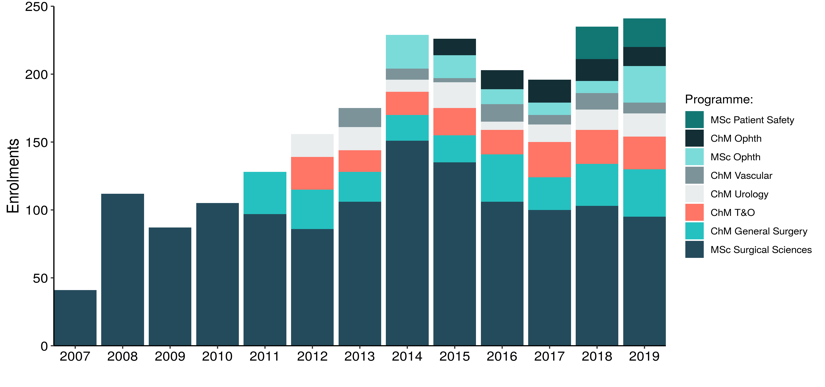 250
200
150
100
50
0
Enrolments
2007 2008 2009 2010 2011 2012 2013 2014 2015 2016 2017 2018 2019
Programme:
MSc Patient Safety
ChM Ophth
MSc Ophth
ChM Vascular
ChM Urology
ChM T&O
ChM General Surgery
MSc Surgical Sciences